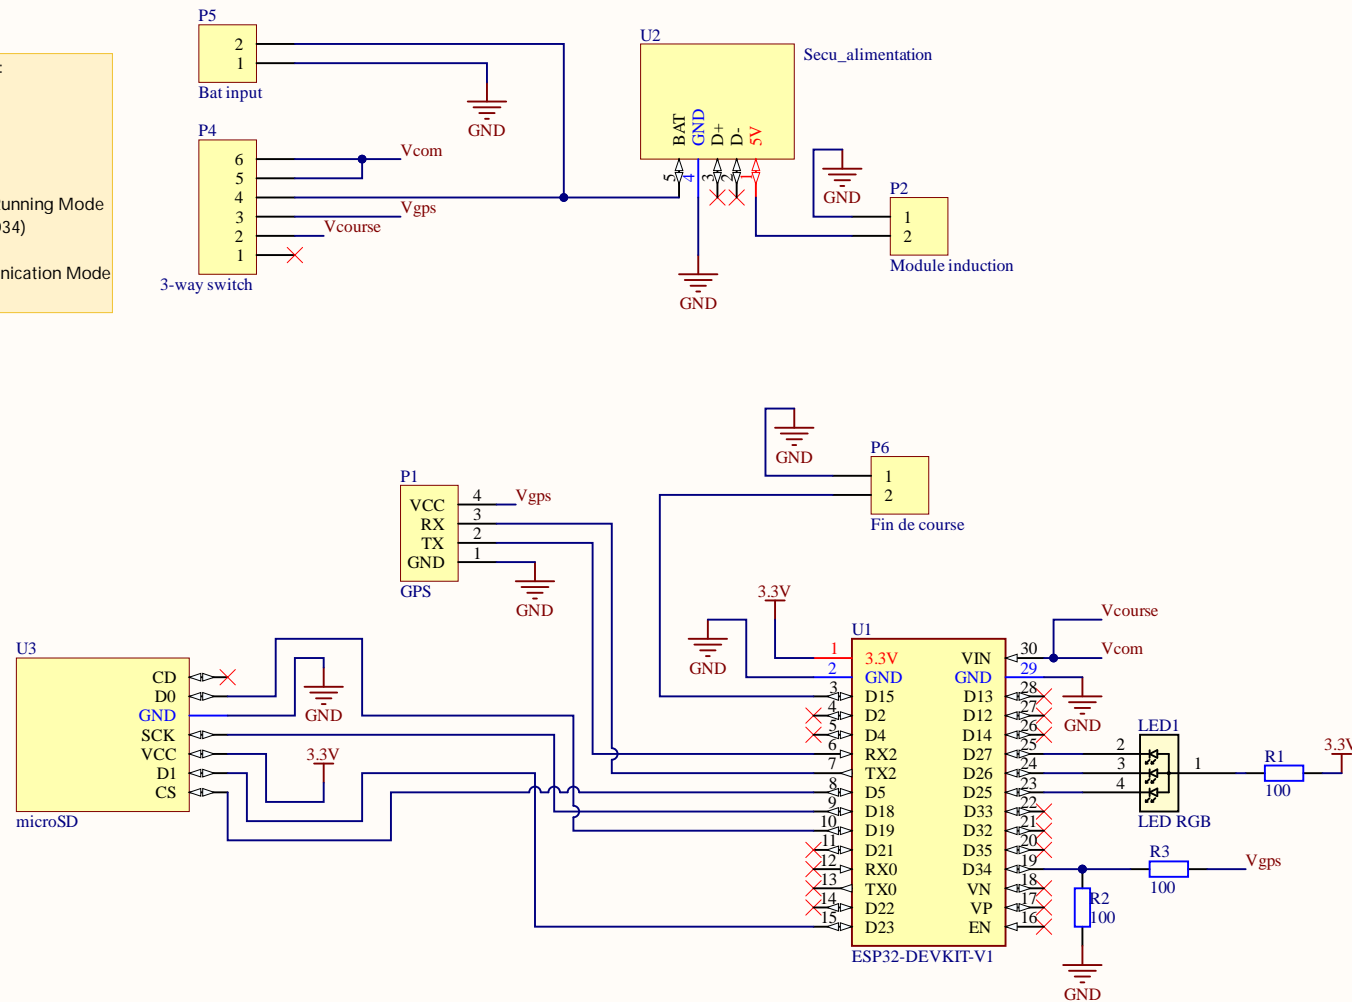 P5
2
1
Bat input
GND
:
unning Mode
034)
nication Mode
P4
6
5
4
3
2
1
Vcom
Vgps
Vcourse
3-way switch
U2
Secu_alimentation
BAT
GND
D+
D-
5V
5
4
3
2
1
GND
GND
P2
1
2
Module induction
GND
P6
1
2
Fin de course
P1
VCC 4 Vgps
RX 3
TX 2
GND 1
GPS
GND
U3
CD
D0
GND
SCK
VCC
D1
CS
microSD
GND
3.3V
3.3V
GND
U1
1 3.3V VIN 30
2 GND GND 29
3 D15 D13 28
4 D2 D12 27
5 D4 D14 26
6 RX2 D27 25
7 TX2 D26 24
8 D5 D25 23
9 D18 D33 22
10 D19 D32 21
11 D21 D35 20
12 RX0 D34 19
13 TX0 VN 18
14 D22 VP 17
15 D23 EN 16
ESP32-DEVKIT-V1
Vcourse
Vcom
GND
LED1
2
3
4
1
LED RGB
R1
100
3.3V
R3
100
Vgps
R2
100
GND